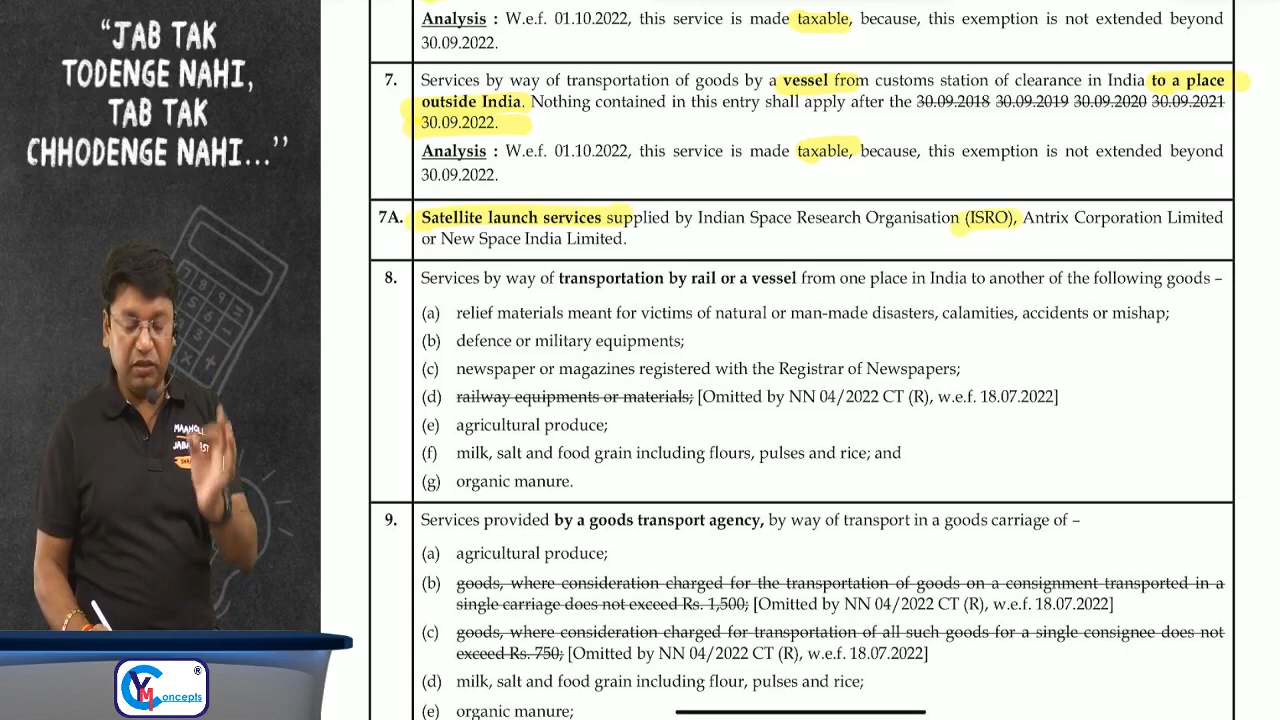 “JAB TAK
TODENGE NAHI,
TAB TAK
CHHODENGE NAHI...’’
Analysis : W.e.f. 01.10.2022, this service is made taxable, because, this exemption is not extended beyond
30.09.2022.
7. Services by way of transportation of goods by a vessel from customs station of clearance in India to a place
outside India. Nothing contained in this entry shall apply after the 30.09.2018 30.09.2019 30.09.2020 30.09.2021
30.09.2022.
Analysis : W.e.f. 01.10.2022, this service is made taxable, because, this exemption is not extended beyond
30.09.2022.
7A. Satellite launch services supplied by Indian Space Research Organisation (ISRO), Antrix Corporation Limited
or New Space India Limited.
8. Services by way of transportation by rail or a vessel from one place in India to another of the following goods –
(a) relief materials meant for victims of natural or man-made disasters, calamities, accidents or mishap;
(b) defence or military equipments;
(c) newspaper or magazines registered with the Registrar of Newspapers;
(d) railway equipments or materials; [Omitted by NN 04/2022 CT (R), w.e.f. 18.07.2022]
(e) agricultural produce;
(f) milk, salt and food grain including flours, pulses and rice; and
(g) organic manure.
9. Services provided by a goods transport agency, by way of transport in a goods carriage of –
(a) agricultural produce;
(b) goods, where consideration charged for the transportation of goods on a consignment transported in a
single carriage does not exceed Rs. 1,500; [Omitted by NN 04/2022 CT (R), w.e.f. 18.07.2022]
(c) goods, where consideration charged for transportation of all such goods for a single consignee does not
exceed Rs. 750; [Omitted by NN 04/2022 CT (R), w.e.f. 18.07.2022]
(d) milk, salt and food grain including flour, pulses and rice;
(e) organic manure;
YM Concepts ®